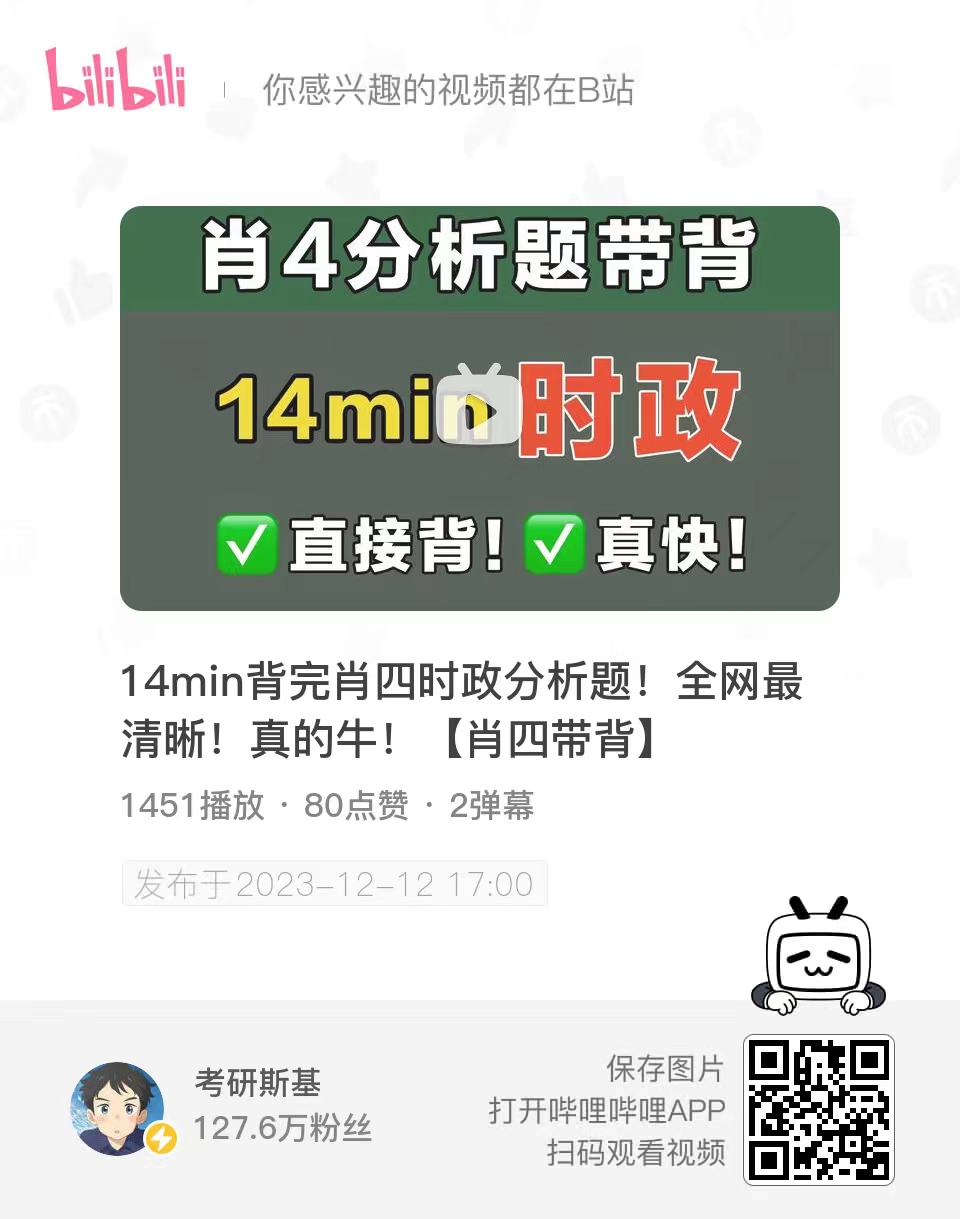 bilibili
你感兴趣的视频都在B站
肖4分析题带背
14min时政
直接背！真快！
14min背完肖四时政分析题！全网最
清晰！真的牛！【肖四带背】
1451播放 · 80点赞 · 2弹幕
发布于2023-12-12 17:00
考研斯基
127.6万粉丝
保存图片
打开哔哩哔哩APP
扫码观看视频